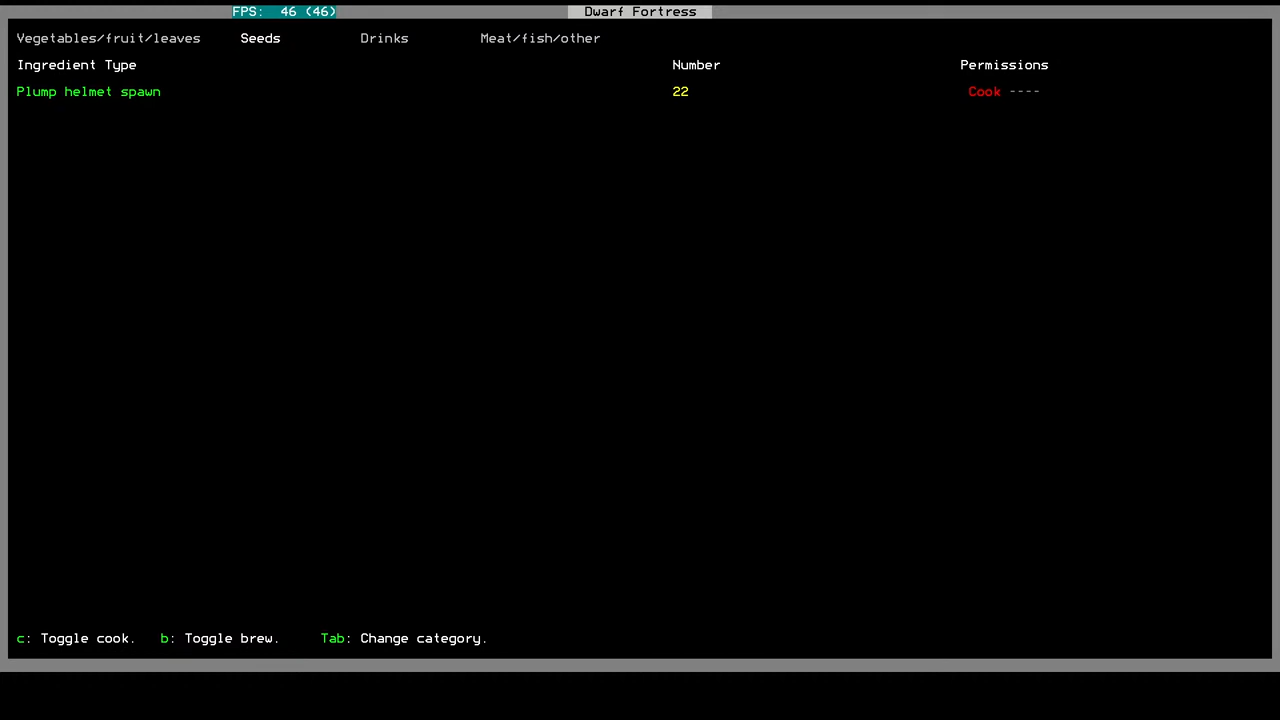 FPS: 46 (46) Dwarf Fortress
Vegetables/fruit/leaves Seeds Drinks Meat/fish/other
Ingredient Type Number Permissions
Plump helmet spawn 22 Cook ----
c: Toggle cook. b: Toggle brew. Tab: Change category.